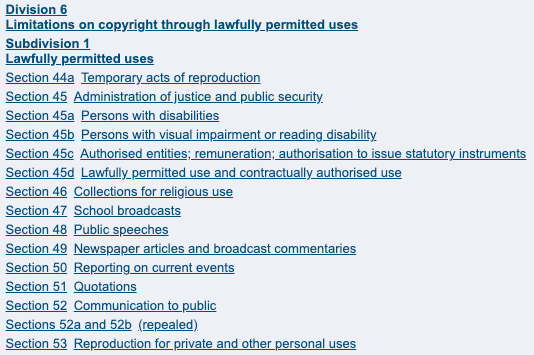 Division 6
Limitations on copyright through lawfully permitted uses
Subdivision 1
Lawfully permitted uses
Section 44a Temporary acts of reproduction
Section 45 Administration of justice and public security
Section 45a Persons with disabilities
Section 45b Persons with visual impairment or reading disability
Section 45c Authorised entities; remuneration; authorisation to issue statutory instruments
Section 45d Lawfully permitted use and contractually authorised use
Section 46 Collections for religious use
Section 47 School broadcasts
Section 48 Public speeches
Section 49 Newspaper articles and broadcast commentaries
Section 50 Reporting on current events
Section 51 Quotations
Section 52 Communication to public
Sections 52a and 52b (repealed)
Section 53 Reproduction for private and other personal uses